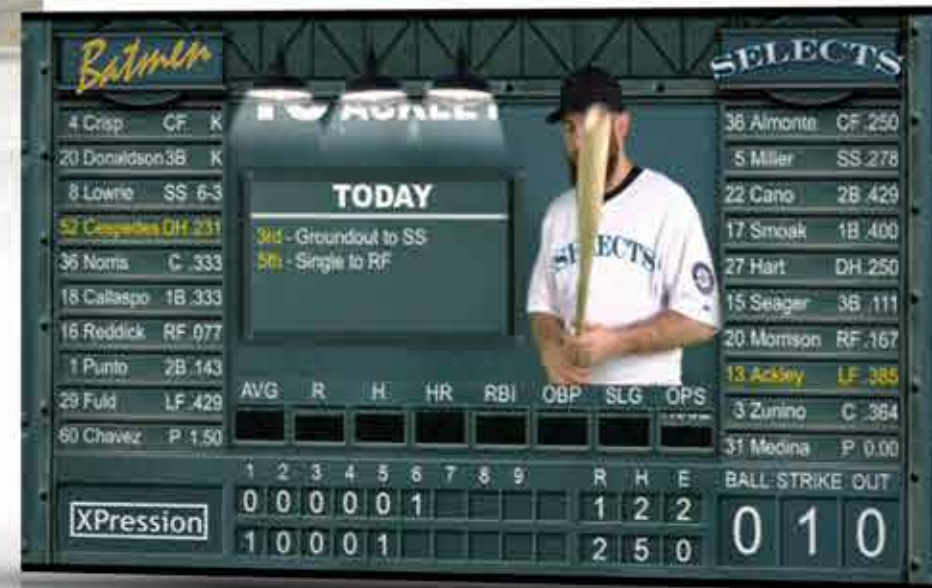 Batmen
4 Crisp CF K
20 Donaldson 3B K
8 Lowrie SS 6-3
52 Cespedes DH .231
36 Norris C .333
18 Callaspo 1B .333
16 Reddick RF .077
1 Punto 2B .143
29 Fuld LF .429
60 Chavez P 1.50
XPression
ACKLEY
TODAY
3rd - Groundout to SS
5th - Single to RF
SELECTS
AVG R H HR RBI OBP SLG OPS
1 2 3 4 5 6 7 8 9 R H E
0 0 0 0 0 1 1 2 2
1 0 0 0 1 2 5 0
SELECTS
36 Almonte CF .250
5 Miller SS .278
22 Cano 2B .429
17 Smoak 1B .400
27 Hart DH .250
15 Seager 3B .111
20 Morrison RF .167
13 Ackley LF .385
3 Zunino C .364
31 Medina P 0.00
BALL STRIKE OUT
0 1 0